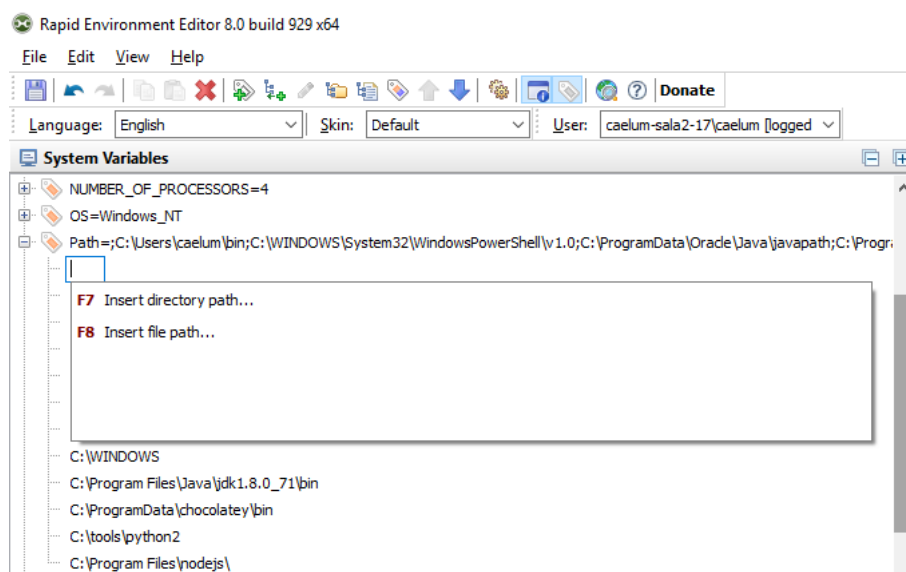 Rapid Environment Editor 8.0 build 929 x64
File Edit View Help
Donate
Language: English Skin: Default User: caelum-sala2-17\caelum [logged
System Variables
NUMBER_OF_PROCESSORS=4
OS=Windows_NT
Path=;C:\Users\caelum\bin;C:\WINDOWS\System32\WindowsPowerShell\v1.0;C:\ProgramData\Oracle\Java\javapath;C:\Progra
F7 Insert directory path...
F8 Insert file path...
C:\WINDOWS
C:\Program Files\Java\jdk1.8.0_71\bin
C:\ProgramData\chocolatey\bin
C:\tools\python2
C:\Program Files\nodejs\